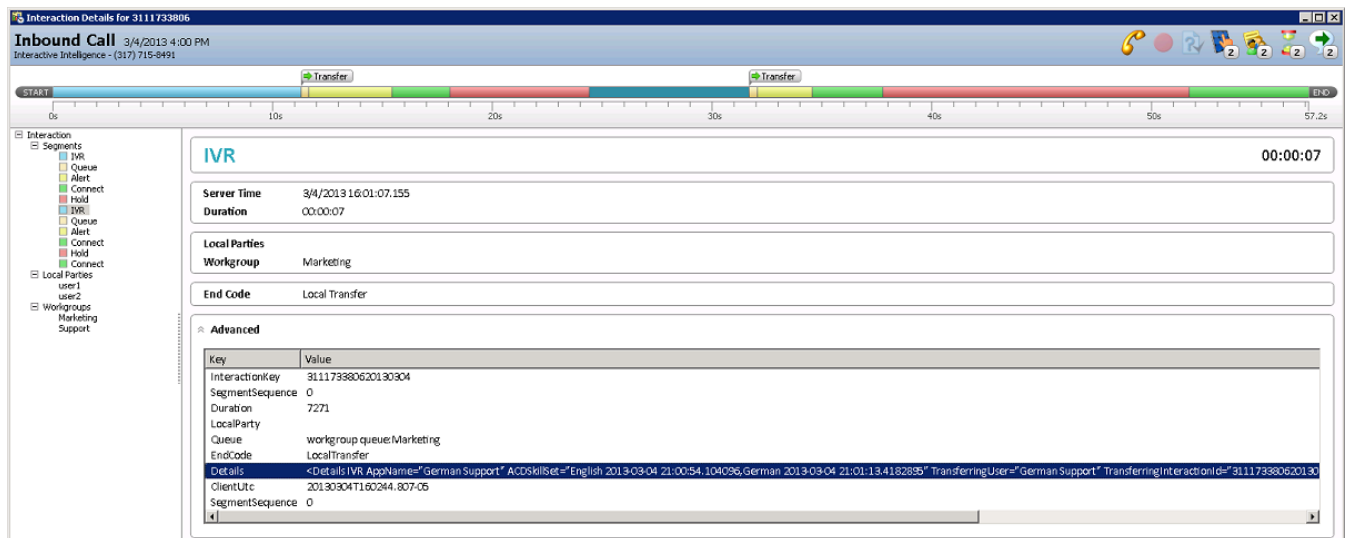 Interaction Details for 3111733806
Inbound Call 3/4/2013 4:00 PM
Interactive Intelligence - (317) 715-8491
2 2 2 2
Transfer Transfer
START END
0s 10s 20s 30s 40s 50s 57.2s
Interaction
Segments
IVR
Queue
Alert
Connect
Hold
IVR
Queue
Alert
Connect
Hold
Connect
Local Parties
user1
user2
Workgroups
Marketing
Support
IVR 00:00:07
Server Time 3/4/2013 16:01:07.155
Duration 00:00:07
Local Parties
Workgroup Marketing
End Code Local Transfer
Advanced
Key Value
InteractionKey 311173380620130304
SegmentSequence 0
Duration 7271
LocalParty
Queue workgroup queue:Marketing
EndCode LocalTransfer
Details <Details IVR AppName="German Support" ACDSkillSet="English 2013-03-04 21:00:54.104096,German 2013-03-04 21:01:13.4182895" TransferringUser="German Support" TransferringInteractionId="311173380620130
ClientUtc 20130304T160244.807-05
SegmentSequence 0